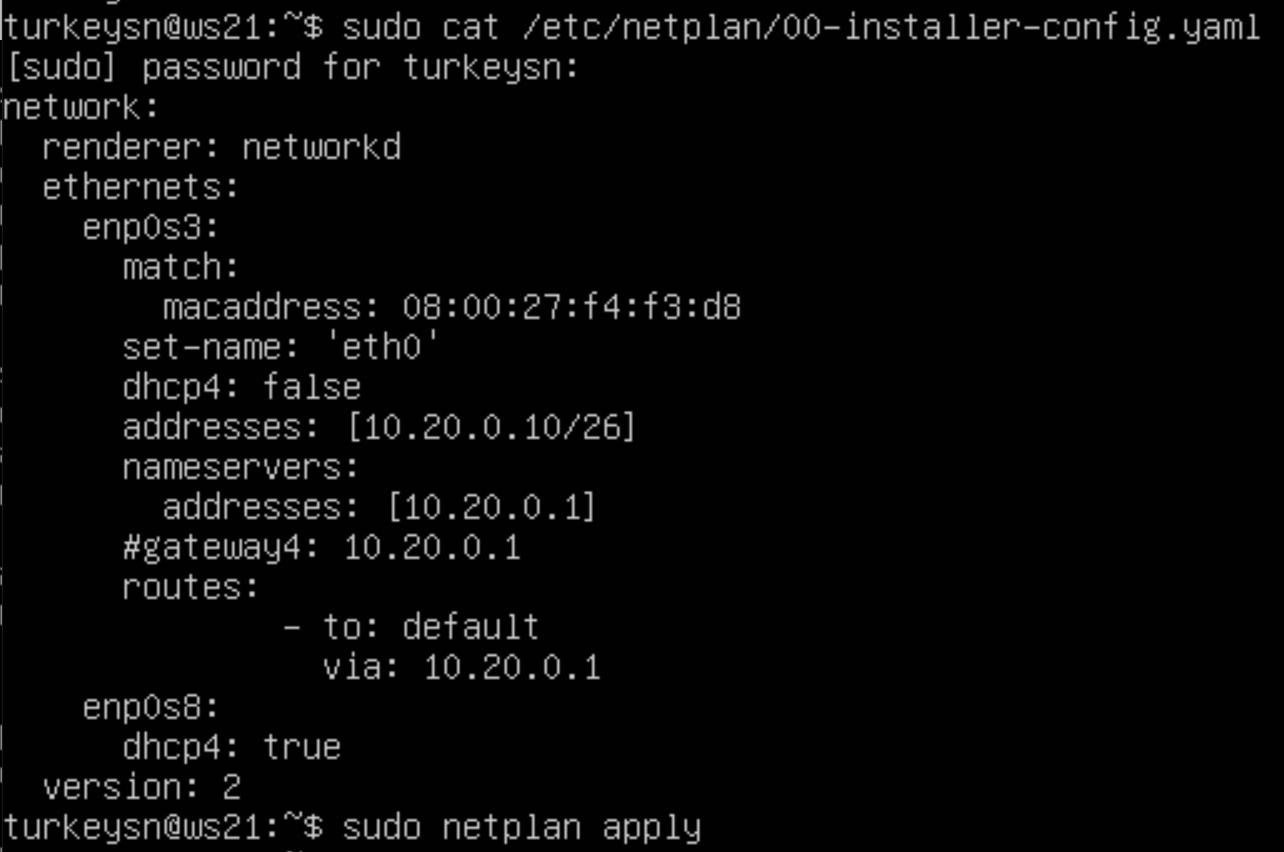 turkeysn@ws21:~$ sudo cat /etc/netplan/00-installer-config.yaml
[sudo] password for turkeysn:
network:
  renderer: networkd
  ethernets:
    enp0s3:
      match:
        macaddress: 08:00:27:f4:f3:d8
      set-name: 'eth0'
      dhcp4: false
      addresses: [10.20.0.10/26]
      nameservers:
        addresses: [10.20.0.1]
      #gateway4: 10.20.0.1
      routes:
              - to: default
                via: 10.20.0.1
    enp0s8:
      dhcp4: true
  version: 2
turkeysn@ws21:~$ sudo netplan apply